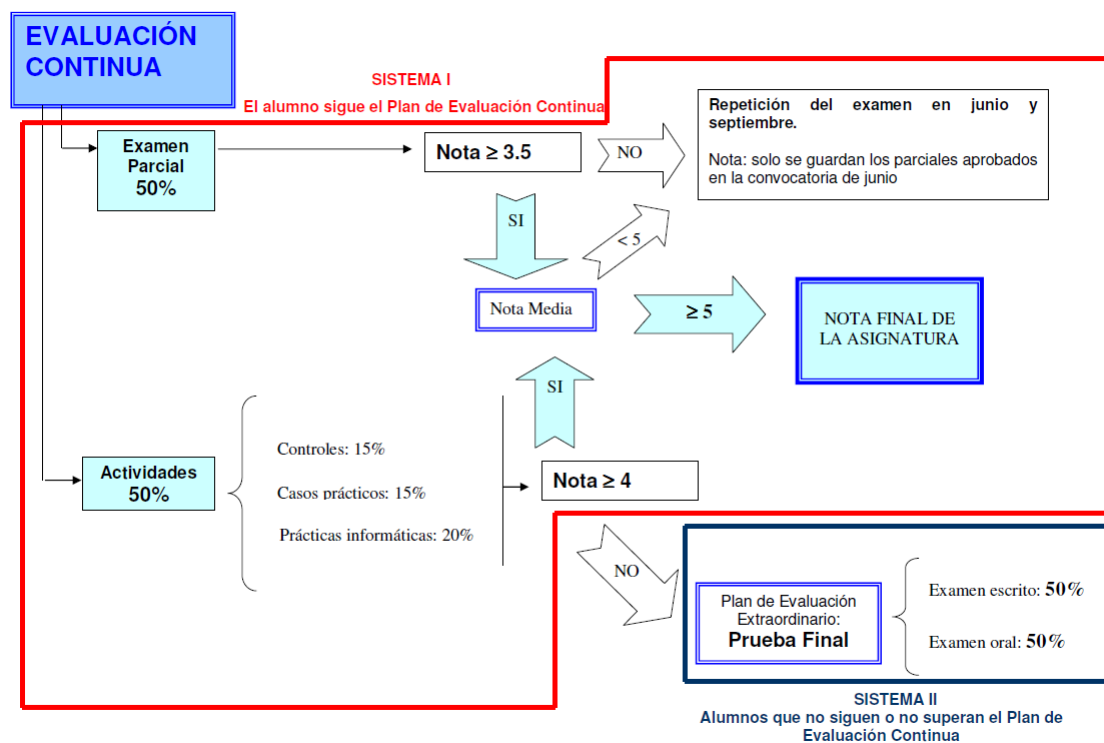 EVALUACIÓN
CONTINUA
SISTEMA I
El alumno sigue el Plan de Evaluación Continua
Examen
Parcial
50%
Nota ≥ 3.5
NO
Repetición del examen en junio y
septiembre.
Nota: solo se guardan los parciales aprobados
en la convocatoria de junio
SI
< 5
Nota Media
≥ 5
NOTA FINAL DE
LA ASIGNATURA
SI
Actividades
50%
Controles: 15%
Casos prácticos: 15%
Prácticas informáticas: 20%
Nota ≥ 4
NO
Plan de Evaluación
Extraordinario:
Prueba Final
Examen escrito: 50%
Examen oral: 50%
SISTEMA II
Alumnos que no siguen o no superan el Plan de
Evaluación Continua